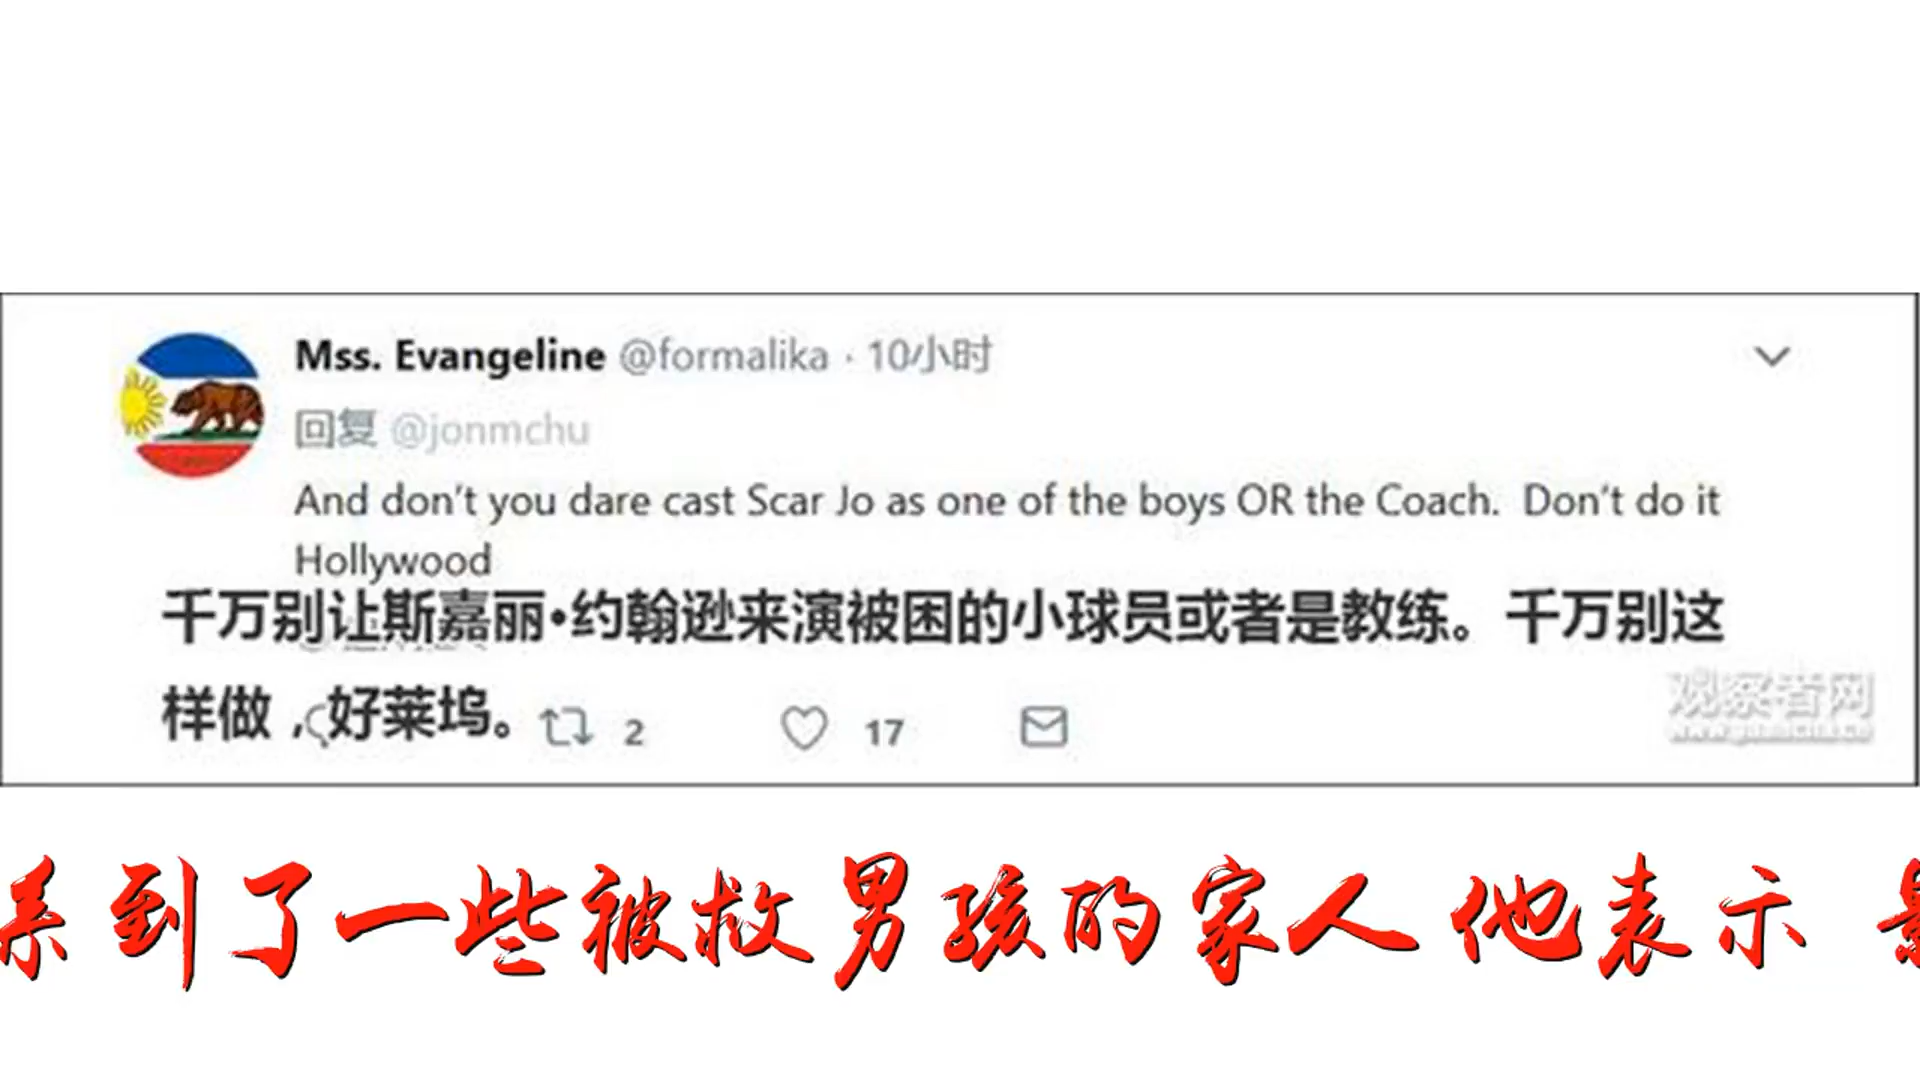 Mss. Evangeline @formalika · 10小时
回复 @jonmchu
And don't you dare cast Scar Jo as one of the boys OR the Coach. Don't do it
Hollywood
千万别让斯嘉丽•约翰逊来演被困的小球员或者是教练。千万别这
样做，好莱坞。 2 17
观察者网
www.guancha.cn
系到了一些被救男孩的家人他表示